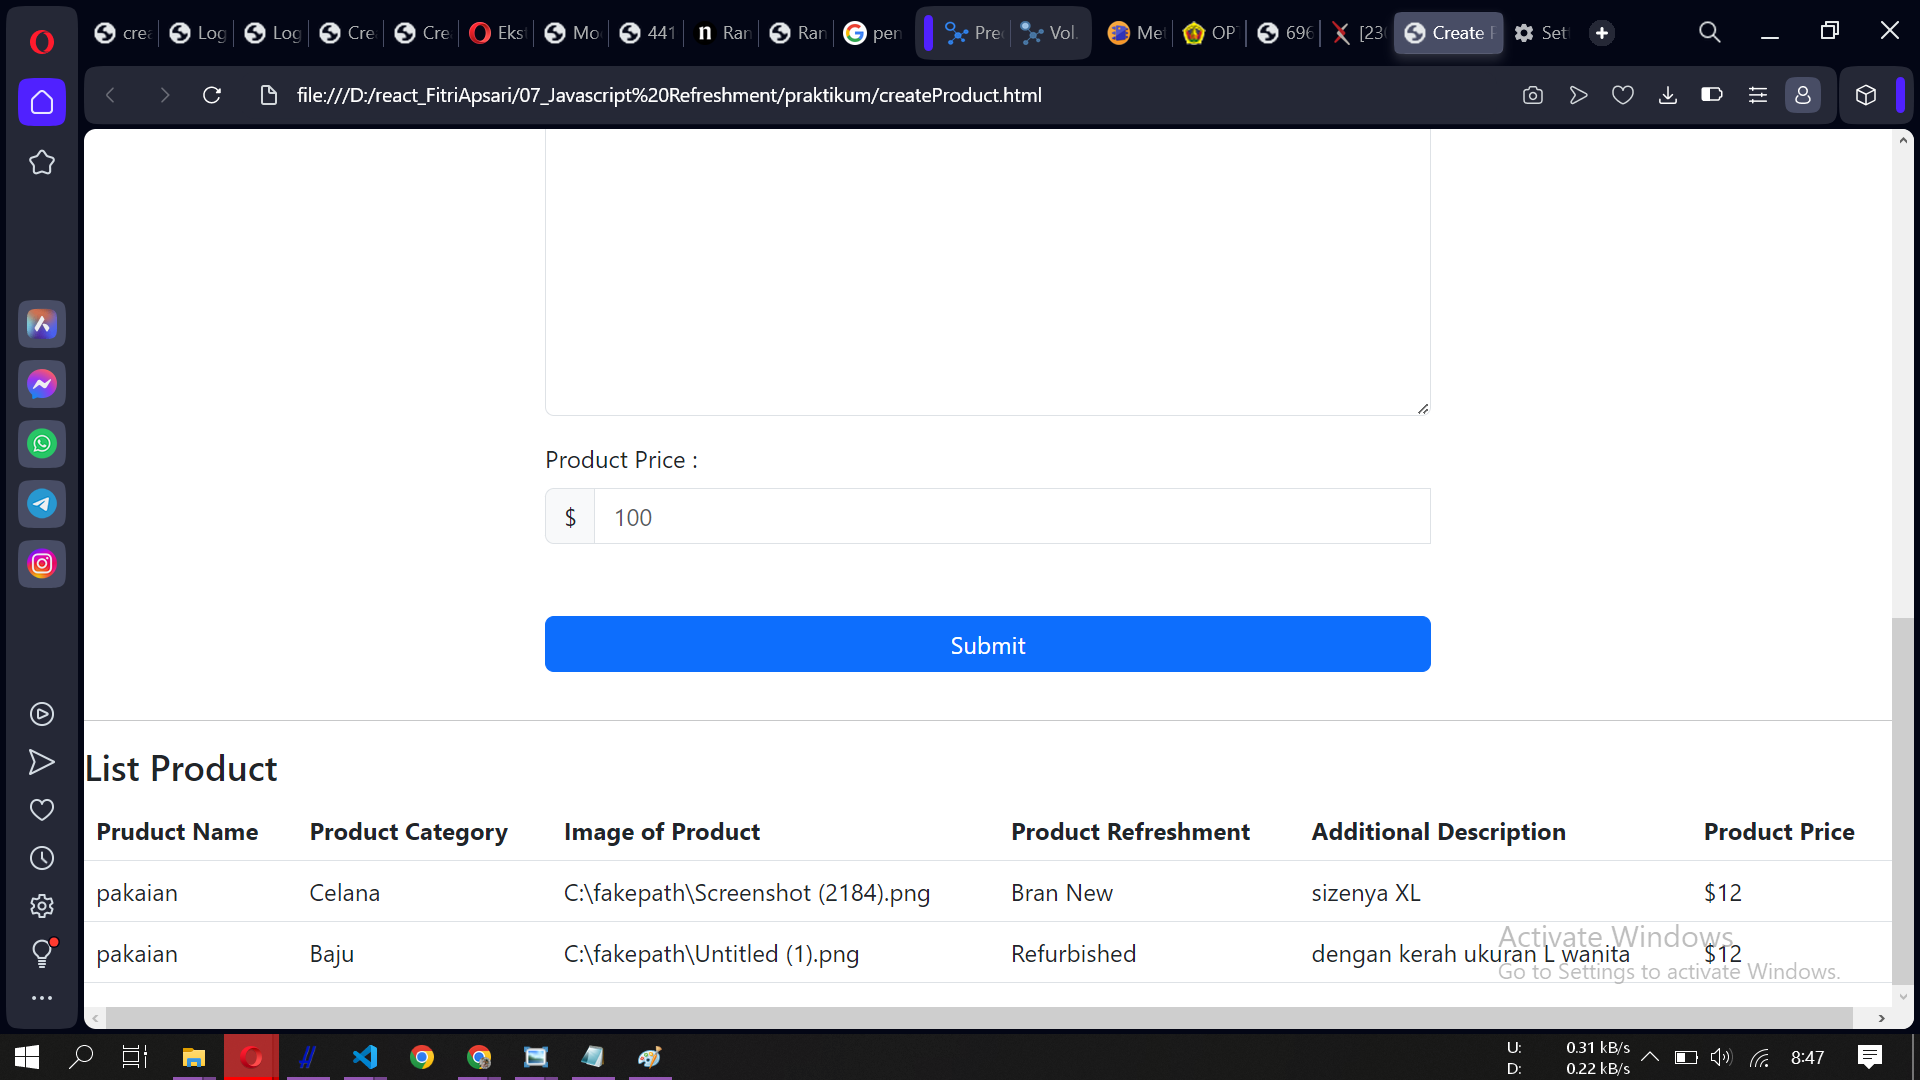 crea
Log
Log
Cre
Cre
Eks
Mo
441
Ran
Ran
pen
Pre
Vol.
Met
OPT
696
[230
Create P
Set
file:///D:/react_FitriApsari/07_Javascript%20Refreshment/praktikum/createProduct.html
Product Price :
$ 100
Submit
List Product
Pruduct Name Product Category Image of Product Product Refreshment Additional Description Product Price
pakaian Celana C:\fakepath\Screenshot (2184).png Bran New sizenya XL $12
pakaian Baju C:\fakepath\Untitled (1).png Refurbished dengan kerah ukuran L wanita $12
Activate Windows
Go to Settings to activate Windows.
U: 0.31 kB/s
D: 0.22 kB/s
8:47